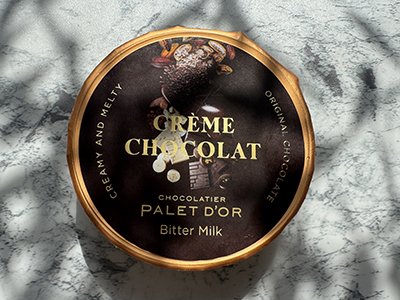 CREAMY AND MELTY
CRÈME
CHOCOLAT
ORIGINAL CHOCOLATE
CHOCOLATIER
PALET D'OR
Bitter Milk